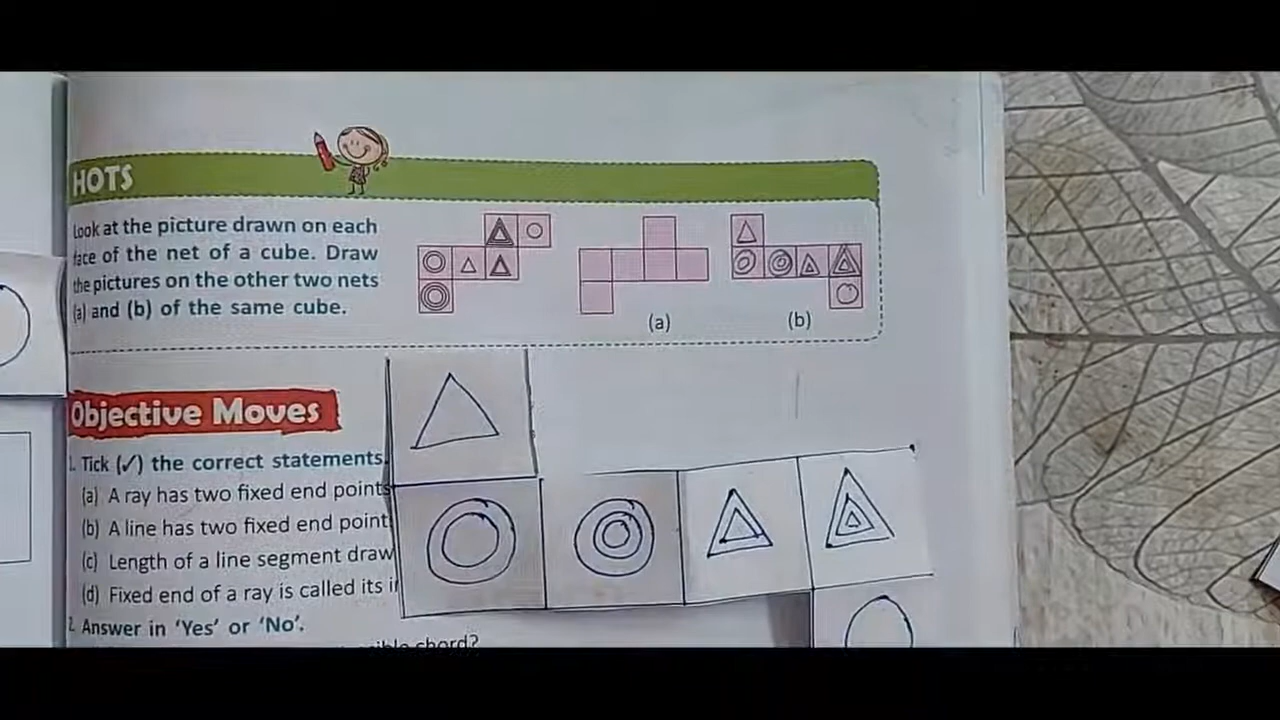 HOTS
Look at the picture drawn on each
face of the net of a cube. Draw
the pictures on the other two nets
(a) and (b) of the same cube.
(a)
(b)
Objective Moves
1. Tick (✓) the correct statements.
(a) A ray has two fixed end points
(b) A line has two fixed end point
(c) Length of a line segment draw
(d) Fixed end of a ray is called its
2. Answer in ‘Yes’ or ‘No’.
chord?